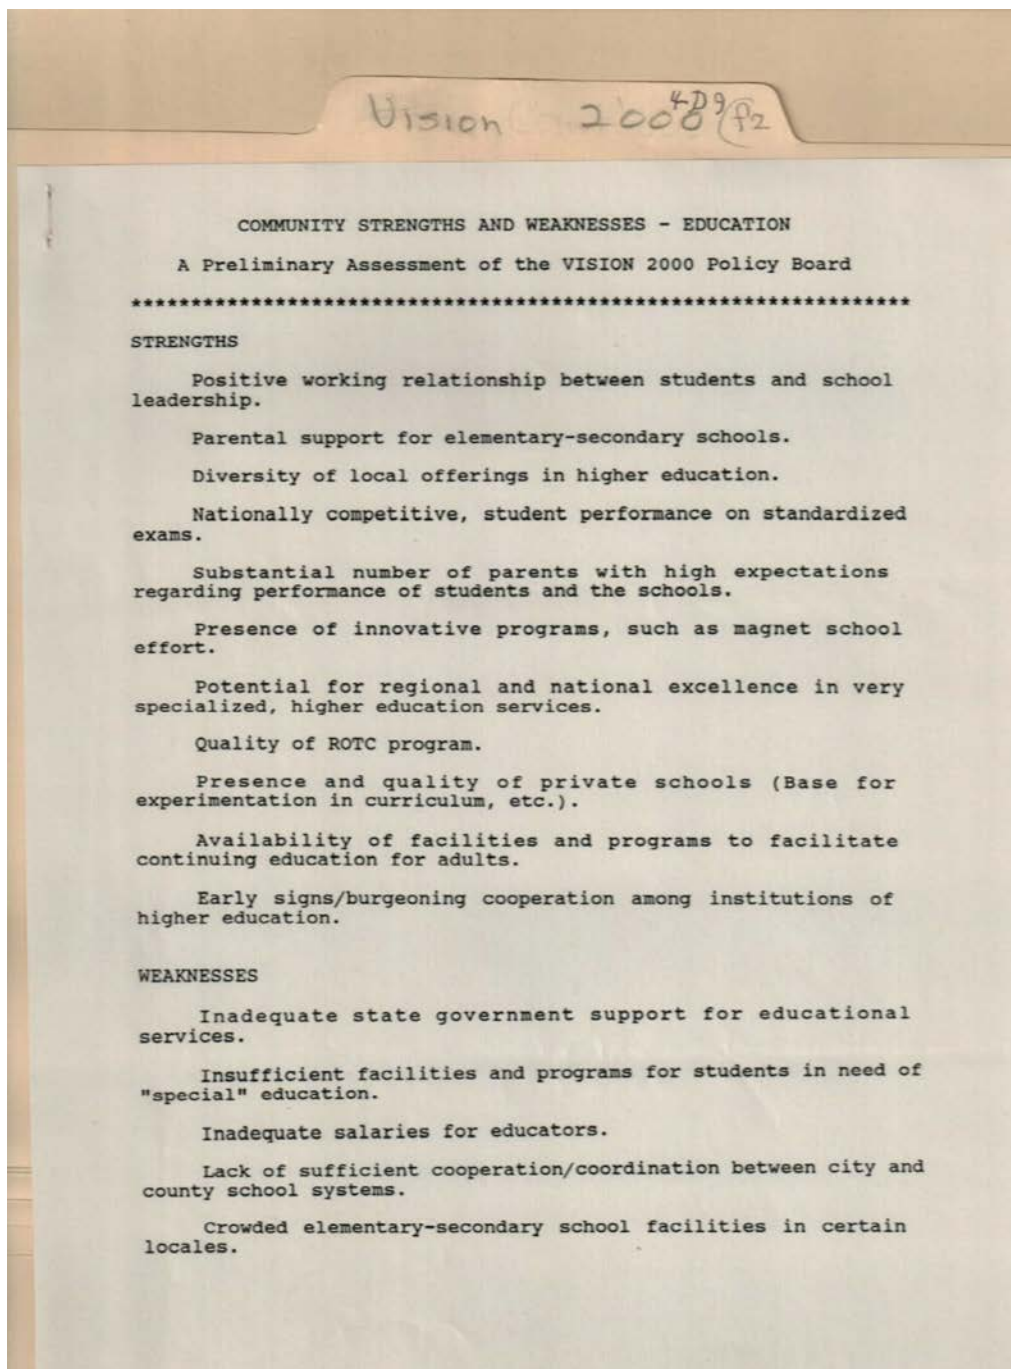 Vision 2000 4-D9 f2
COMMUNITY STRENGTHS AND WEAKNESSES - EDUCATION
A Preliminary Assessment of the VISION 2000 Policy Board
*****************************************************************
STRENGTHS
Positive working relationship between students and school
leadership.
Parental support for elementary-secondary schools.
Diversity of local offerings in higher education.
Nationally competitive, student performance on standardized
exams.
Substantial number of parents with high expectations
regarding performance of students and the schools.
Presence of innovative programs, such as magnet school
effort.
Potential for regional and national excellence in very
specialized, higher education services.
Quality of ROTC program.
Presence and quality of private schools (Base for
experimentation in curriculum, etc.).
Availability of facilities and programs to facilitate
continuing education for adults.
Early signs/burgeoning cooperation among institutions of
higher education.
WEAKNESSES
Inadequate state government support for educational
services.
Insufficient facilities and programs for students in need of
"special" education.
Inadequate salaries for educators.
Lack of sufficient cooperation/coordination between city and
county school systems.
Crowded elementary-secondary school facilities in certain
locales.